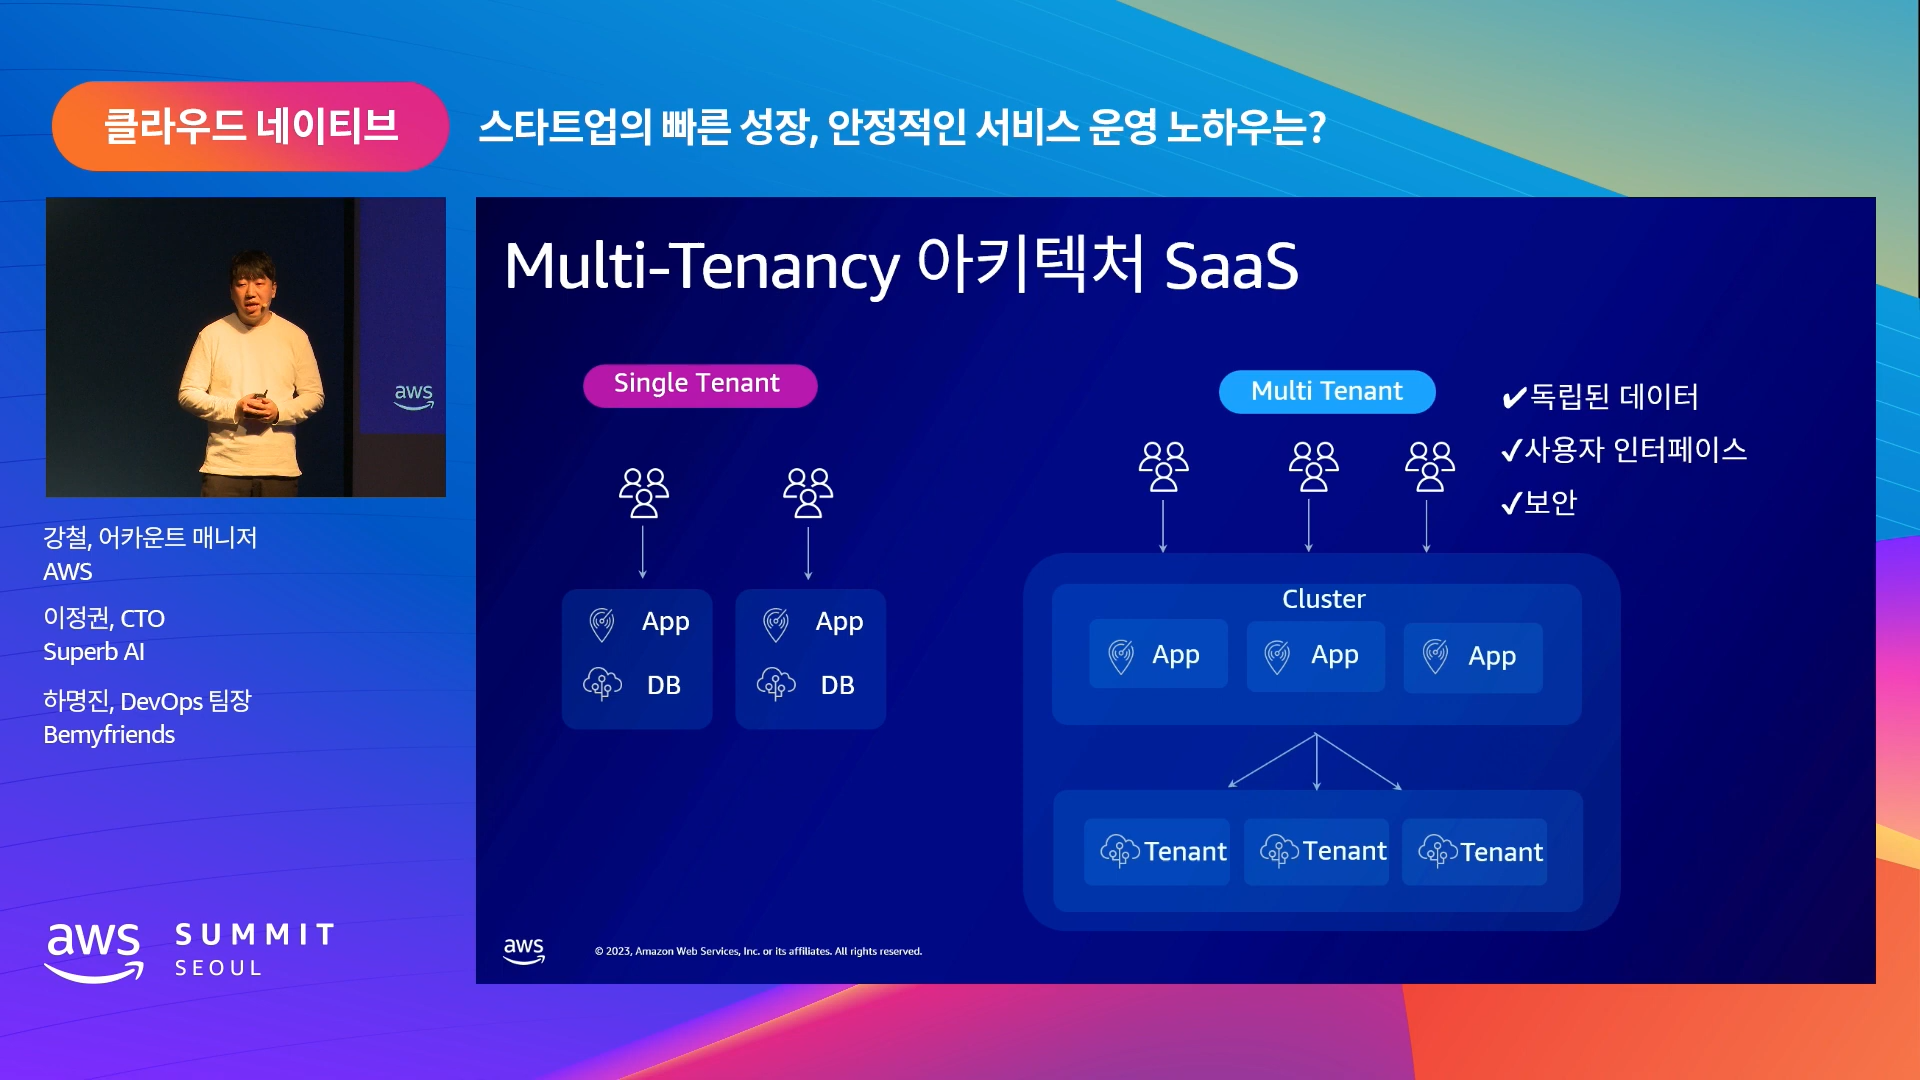 클라우드 네이티브
스타트업의 빠른 성장, 안정적인 서비스 운영 노하우는?
aws
강철, 어카운트 매니저
AWS
이정권, CTO
Superb AI
하명진, DevOps 팀장
Bemyfriends
aws SUMMIT
SEOUL
Multi-Tenancy 아키텍처 SaaS
Single Tenant
App
DB
App
DB
Multi Tenant
✔독립된 데이터
✓사용자 인터페이스
✓보안
Cluster
App
App
App
Tenant
Tenant
Tenant
aws
© 2023, Amazon Web Services, Inc. or its affiliates. All rights reserved.